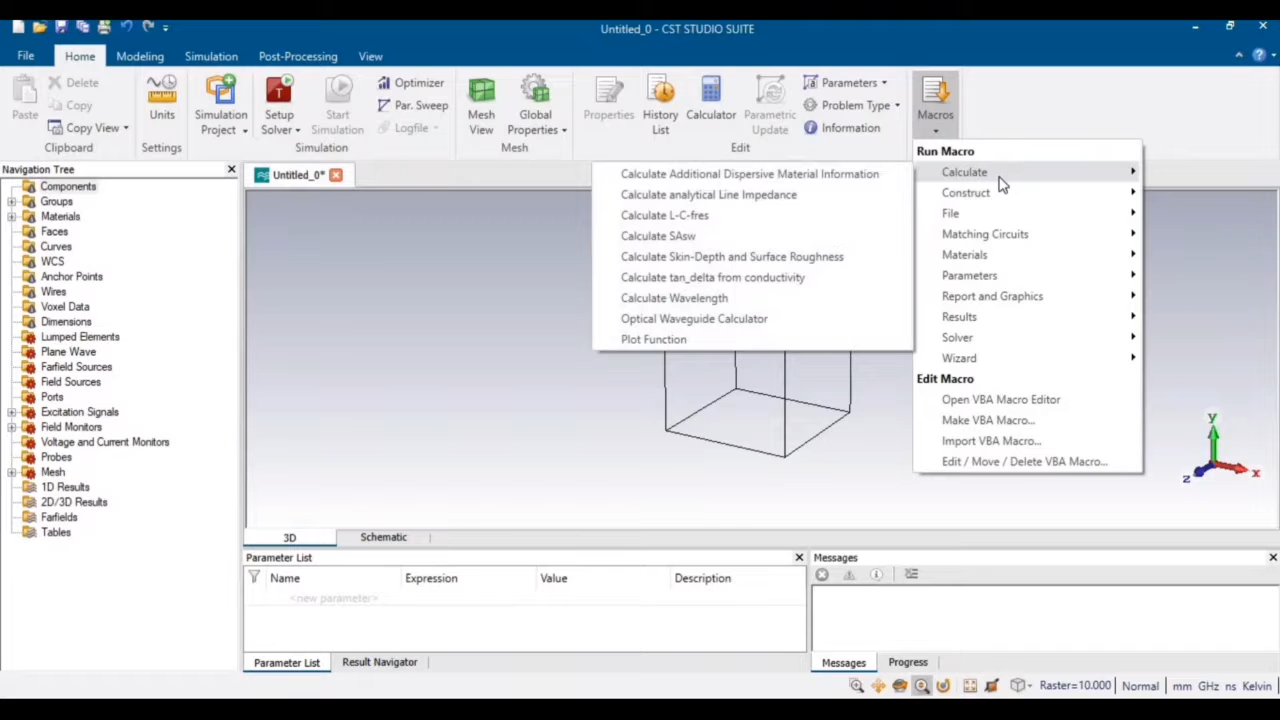 Untitled_0 - CST STUDIO SUITE
File Home Modeling Simulation Post-Processing View
Paste
Delete
Copy
Copy View
Clipboard
Units
Settings
Simulation
Project
Setup
Solver
Start
Simulation
Optimizer
Par. Sweep
Logfile
Simulation
Mesh
View
Global
Properties
Mesh
Properties
History
List
Calculator
Parametric
Update
Parameters
Problem Type
Information
Edit
Macros
Run Macro
Calculate
Construct
File
Matching Circuits
Materials
Parameters
Report and Graphics
Results
Solver
Wizard
Edit Macro
Open VBA Macro Editor
Make VBA Macro...
Import VBA Macro...
Edit / Move / Delete VBA Macro...
Calculate Additional Dispersive Material Information
Calculate analytical Line Impedance
Calculate L-C-fres
Calculate SAsw
Calculate Skin-Depth and Surface Roughness
Calculate tan_delta from conductivity
Calculate Wavelength
Optical Waveguide Calculator
Plot Function
Navigation Tree
Components
Groups
Materials
Faces
Curves
WCS
Anchor Points
Wires
Voxel Data
Dimensions
Lumped Elements
Plane Wave
Farfield Sources
Field Sources
Ports
Excitation Signals
Field Monitors
Voltage and Current Monitors
Probes
Mesh
1D Results
2D/3D Results
Farfields
Tables
Untitled_0*
y
z
x
3D Schematic
Parameter List
Name Expression Value Description
<new parameter>
Parameter List Result Navigator
Messages
Messages Progress
Raster=10.000 Normal mm GHz ns Kelvin